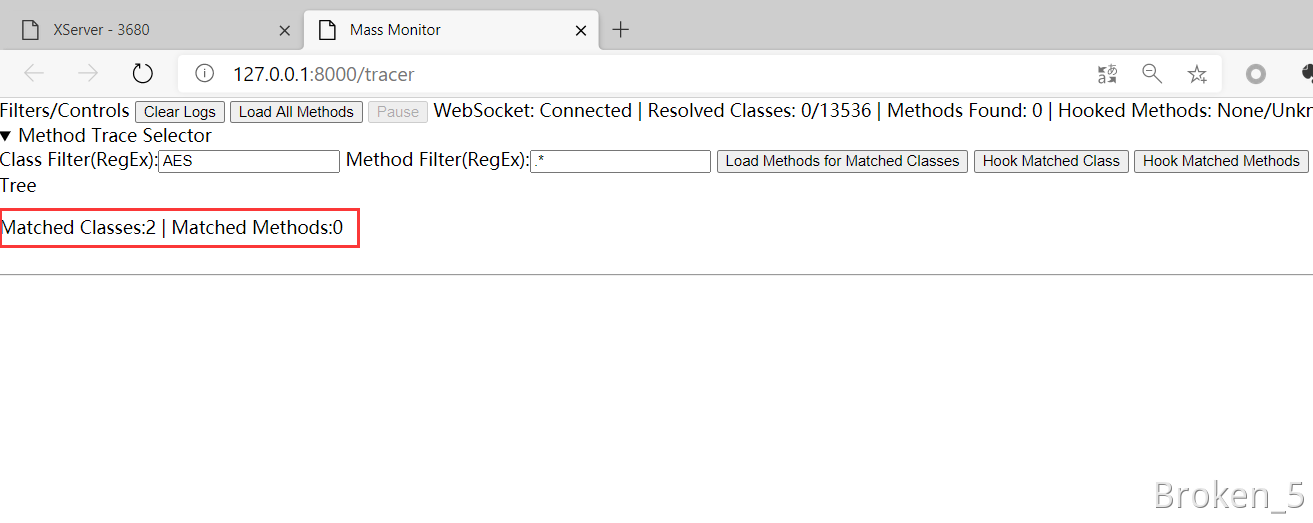 XServer - 3680
Mass Monitor
127.0.0.1:8000/tracer
Filters/Controls Clear Logs Load All Methods Pause WebSocket: Connected | Resolved Classes: 0/13536 | Methods Found: 0 | Hooked Methods: None/Unkn
▼ Method Trace Selector
Class Filter(RegEx):AES Method Filter(RegEx):.* Load Methods for Matched Classes Hook Matched Class Hook Matched Methods
Tree
Matched Classes:2 | Matched Methods:0
Broken_5